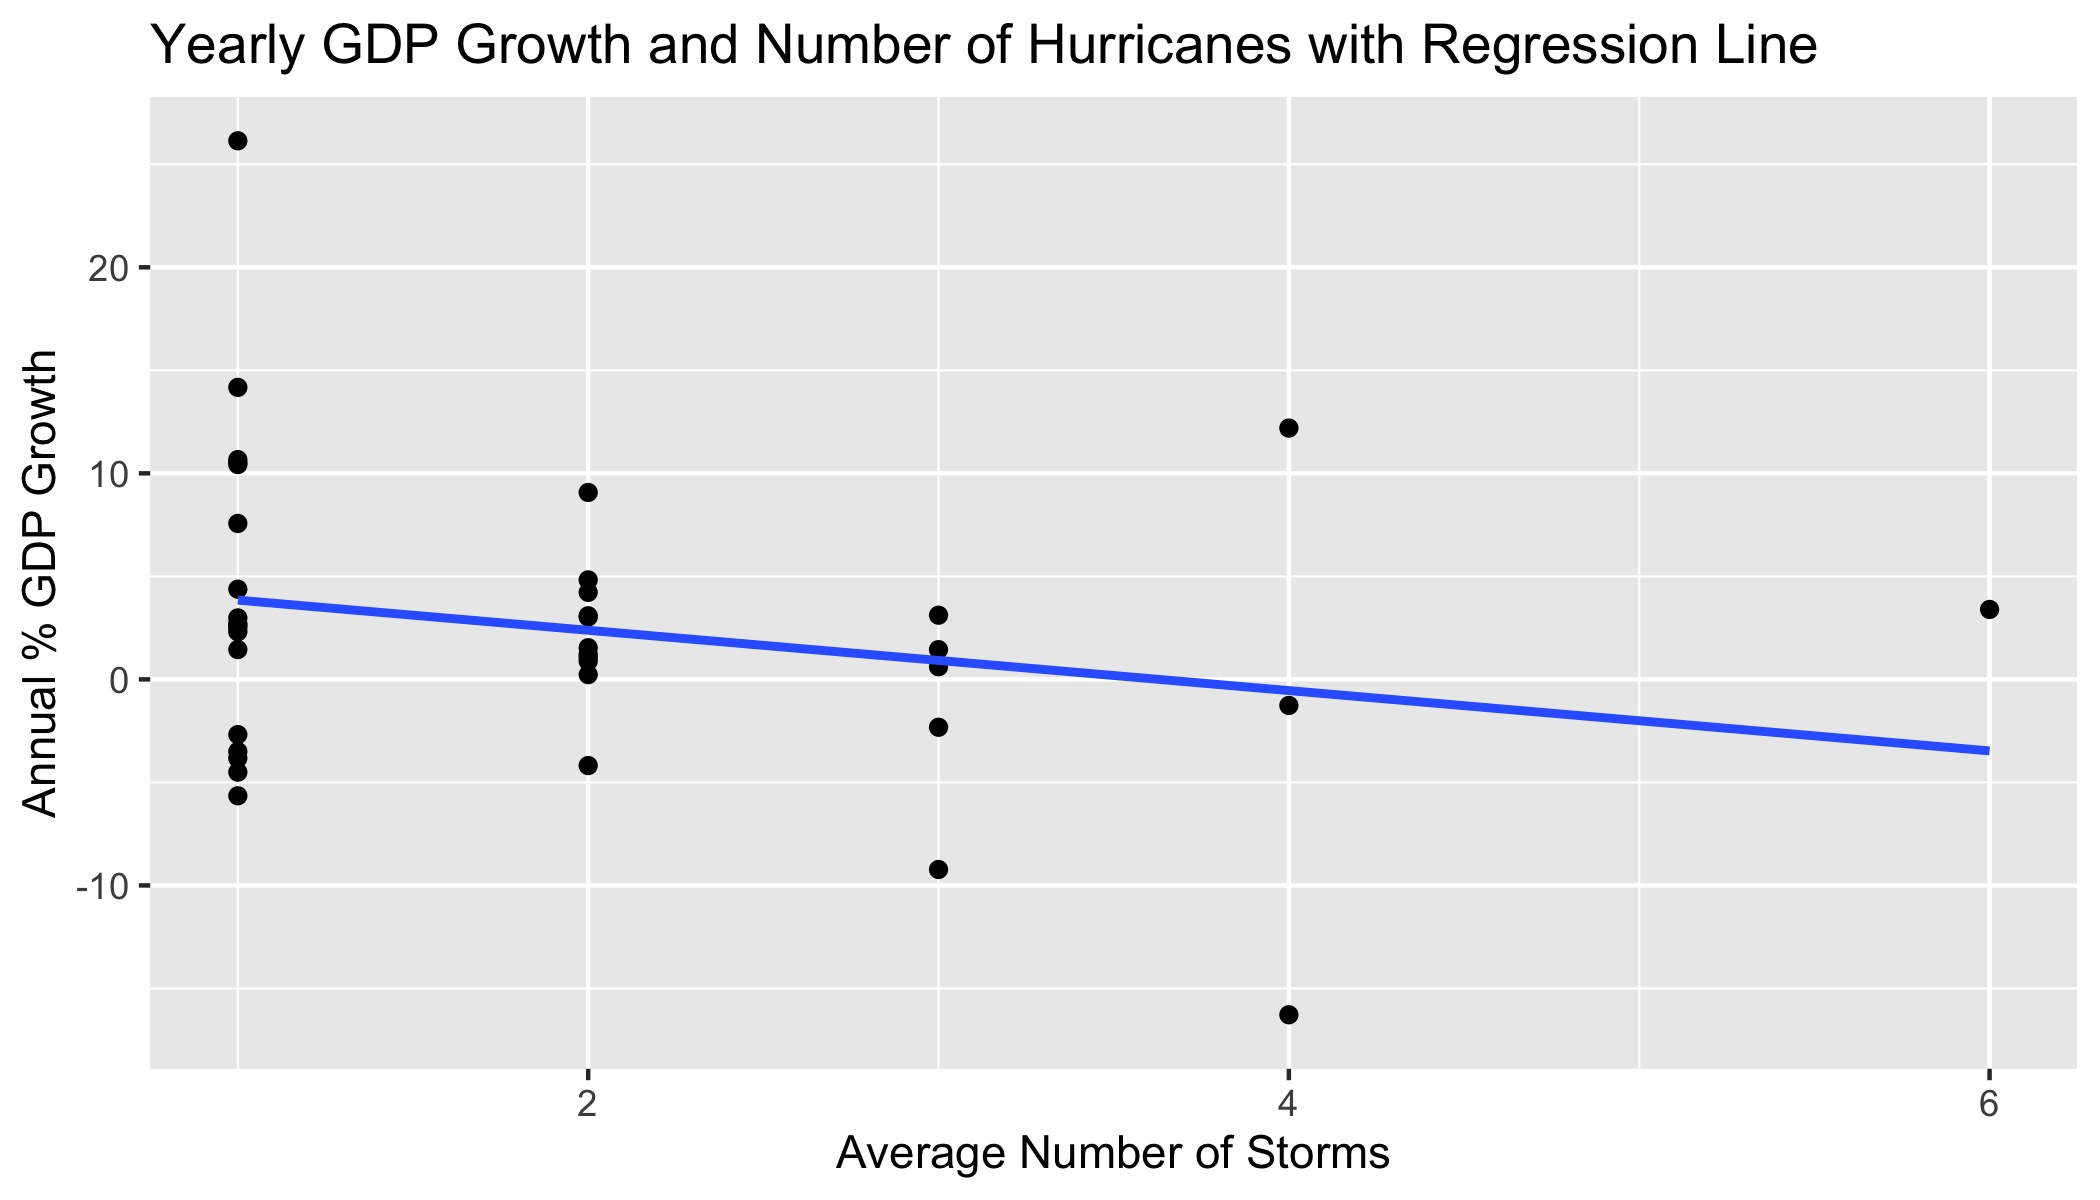 Yearly GDP Growth and Number of Hurricanes with Regression Line
Annual % GDP Growth
20
10
0
-10
2
4
6
Average Number of Storms